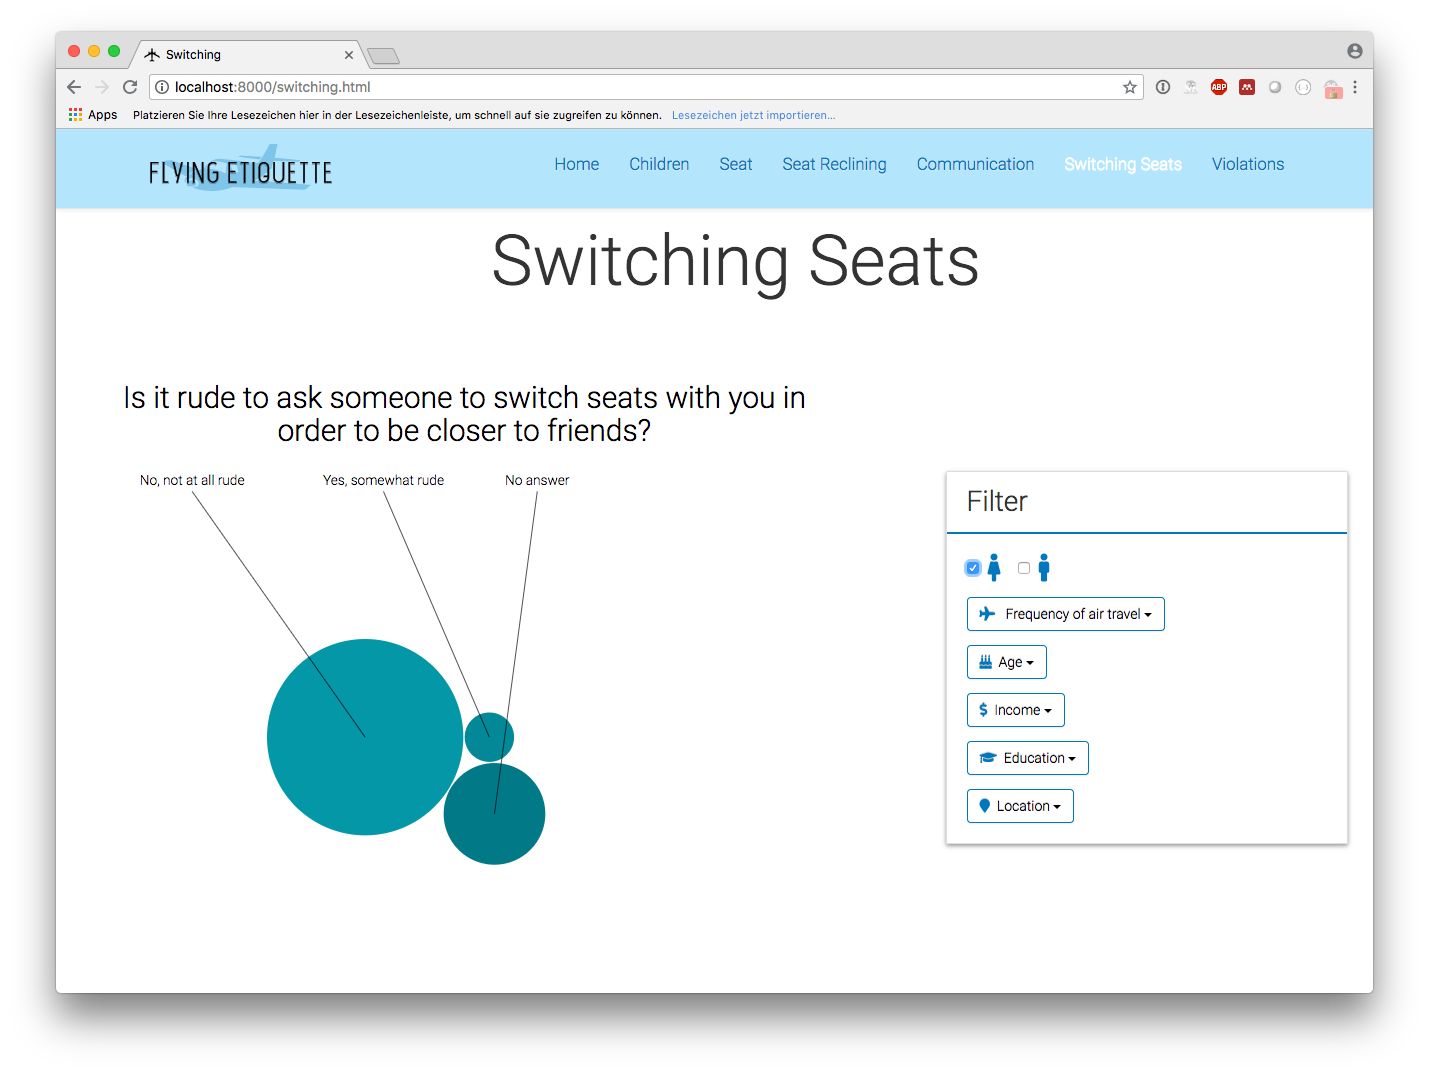 Switching
localhost:8000/switching.html
ABP
Apps Platzieren Sie Ihre Lesezeichen hier in der Lesezeichenleiste, um schnell auf sie zugreifen zu können. Lesezeichen jetzt importieren...
FLYING ETIQUETTE
Home Children Seat Seat Reclining Communication Switching Seats Violations
Switching Seats
Is it rude to ask someone to switch seats with you in
order to be closer to friends?
No, not at all rude Yes, somewhat rude No answer
Filter
Frequency of air travel
Age
$ Income
Education
Location